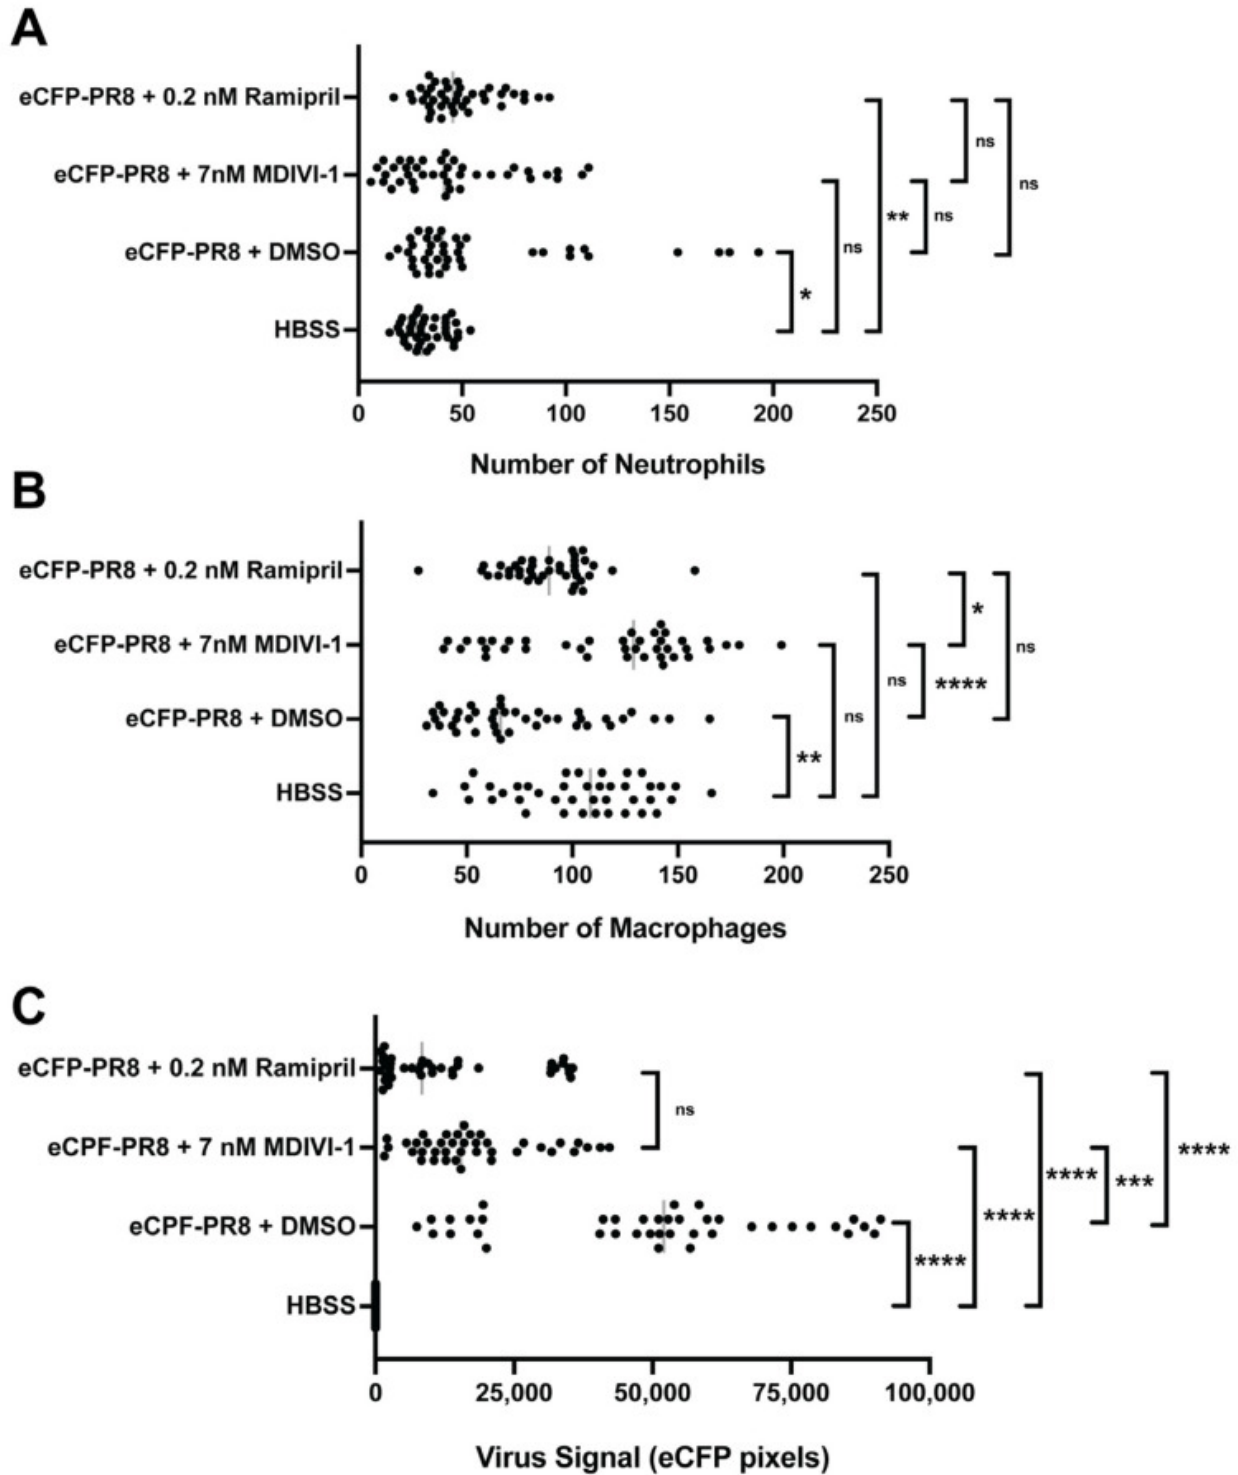 A
eCFP-PR8 + 0.2 nM Ramipril
ns
eCFP-PR8 + 7nM MDIVI-1
ns
**
ns
ns
eCFP-PR8 + DMSO
*
HBSS
0 50 100 150 200 250
Number of Neutrophils
B
eCFP-PR8 + 0.2 nM Ramipril
*
eCFP-PR8 + 7nM MDIVI-1
ns
ns
****
eCFP-PR8 + DMSO
ns
**
HBSS
0 50 100 150 200 250
Number of Macrophages
C
eCFP-PR8 + 0.2 nM Ramipril
ns
eCPF-PR8 + 7 nM MDIVI-1
****
****
***
eCPF-PR8 + DMSO
****
****
HBSS
0 25,000 50,000 75,000 100,000
Virus Signal (eCFP pixels)